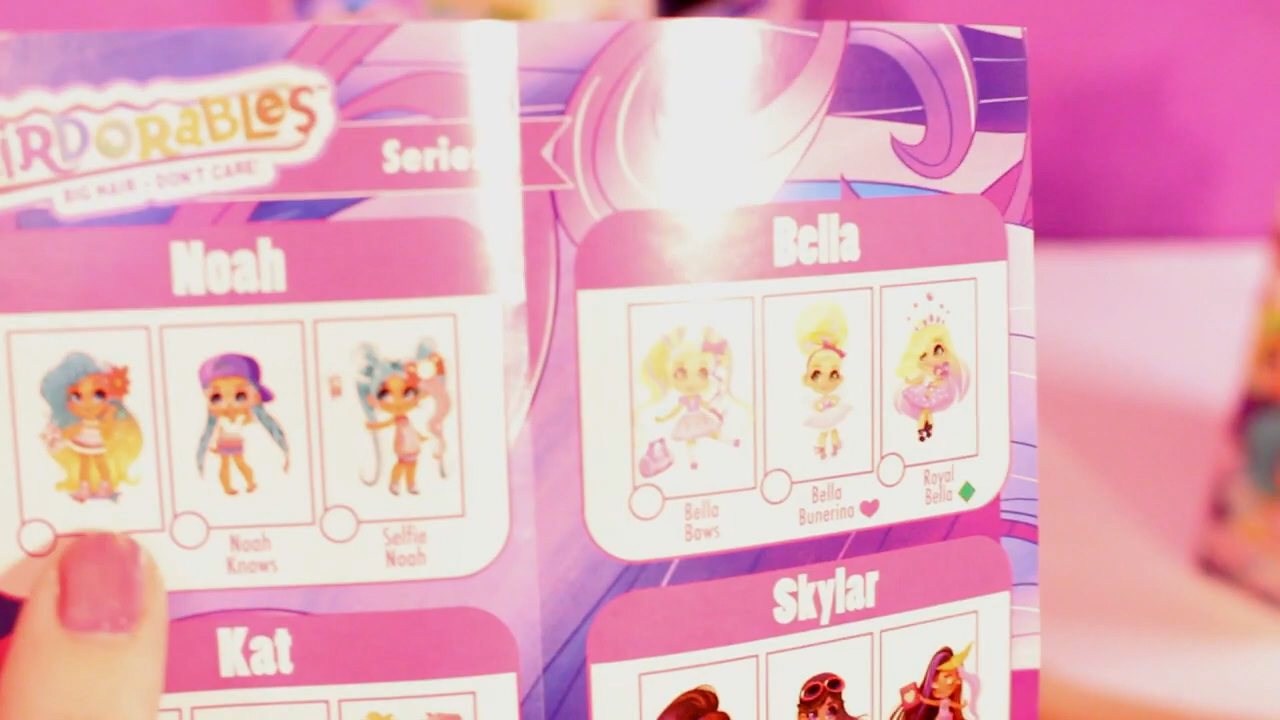 IRDORABLES
BIG HAIR - DON'T CARE!
Series
Noah
Noah
Knows
Selfie
Noah
Bella
Bella
Bows
Bella
Bunerina
Royal
Bella
Kat
Skylar